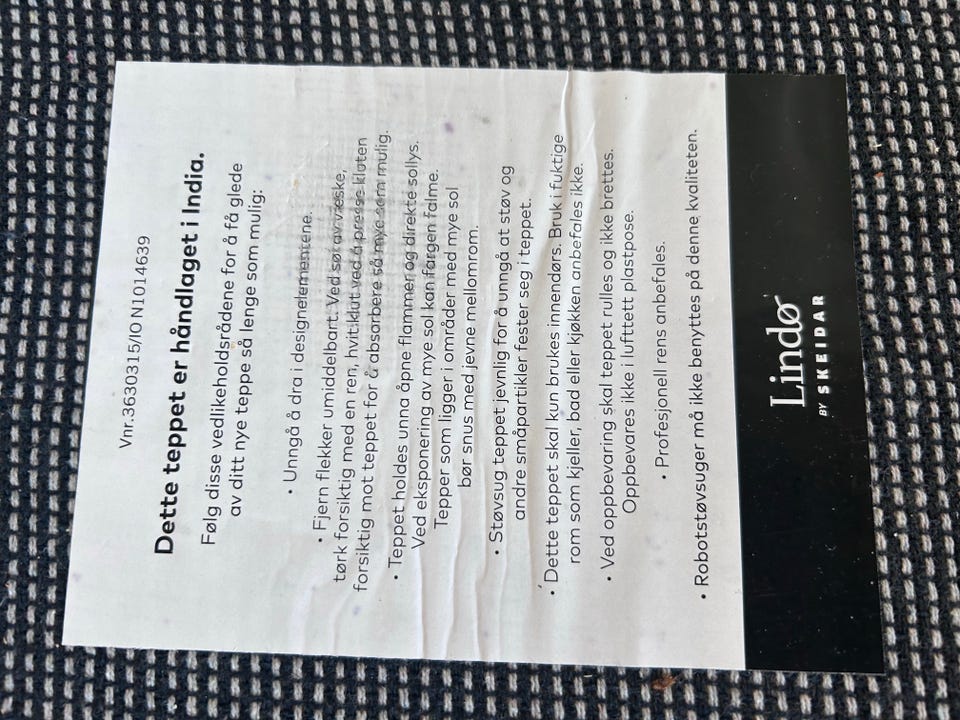 Vnr.3630315/IO N1014639
Dette teppet er håndlaget i India.
Følg disse vedlikeholdsrådene for å få glede
av ditt nye teppe så lenge som mulig:
• Unngå å dra i designelementene.
• Fjern flekker umiddelbart. Ved søl av væske,
tørk forsiktig med en ren, hvit klut ved å presse kluten
forsiktig mot teppet for å absorbere så mye som mulig.
• Teppet holdes unna åpne flammer og direkte sollys.
Ved eksponering av mye sol kan fargen falme.
Tepper som ligger i områder med mye sol
bør snus med jevne mellomrom.
• Støvsug teppet jevnlig for å unngå at støv og
andre småpartikler fester seg i teppet.
• Dette teppet skal kun brukes innendørs. Bruk i fuktige
rom som kjeller, bad eller kjøkken anbefales ikke.
• Ved oppbevaring skal teppet rulles og ikke brettes.
Oppbevares ikke i lufttett plastpose.
• Profesjonell rens anbefales.
• Robotstøvsuger må ikke benyttes på denne kvaliteten.
Lindø
BY SKEIDAR